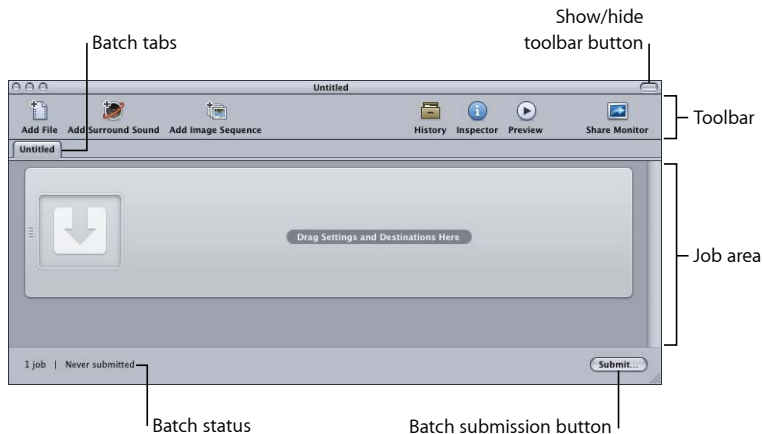 Show/hide
toolbar button
Batch tabs
Untitled
Add File Add Surround Sound Add Image Sequence History Inspector Preview Share Monitor
Toolbar
Untitled
Drag Settings and Destinations Here
Job area
1 job | Never submitted
Submit...
Batch status
Batch submission button